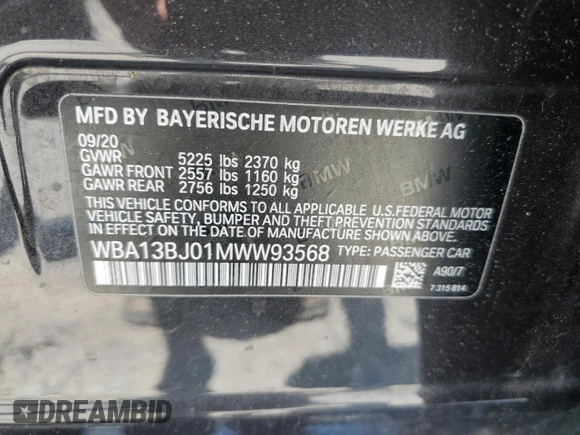 MFD BY BAYERISCHE MOTOREN WERKE AG
09/20
GVWR 5225 lbs 2370 kg
GAWR FRONT 2557 lbs 1160 kg
GAWR REAR 2756 lbs 1250 kg
THIS VEHICLE CONFORMS TO ALL APPLICABLE U.S. FEDERAL MOTOR
VEHICLE SAFETY, BUMPER AND THEFT PREVENTION STANDARDS
IN EFFECT ON THE DATE OF MANUFACTURE SHOWN ABOVE.
WBA13BJ01MWW93568 TYPE: PASSENGER CAR
A90/7
7 315 814
BMW
BMW
DREAMBID